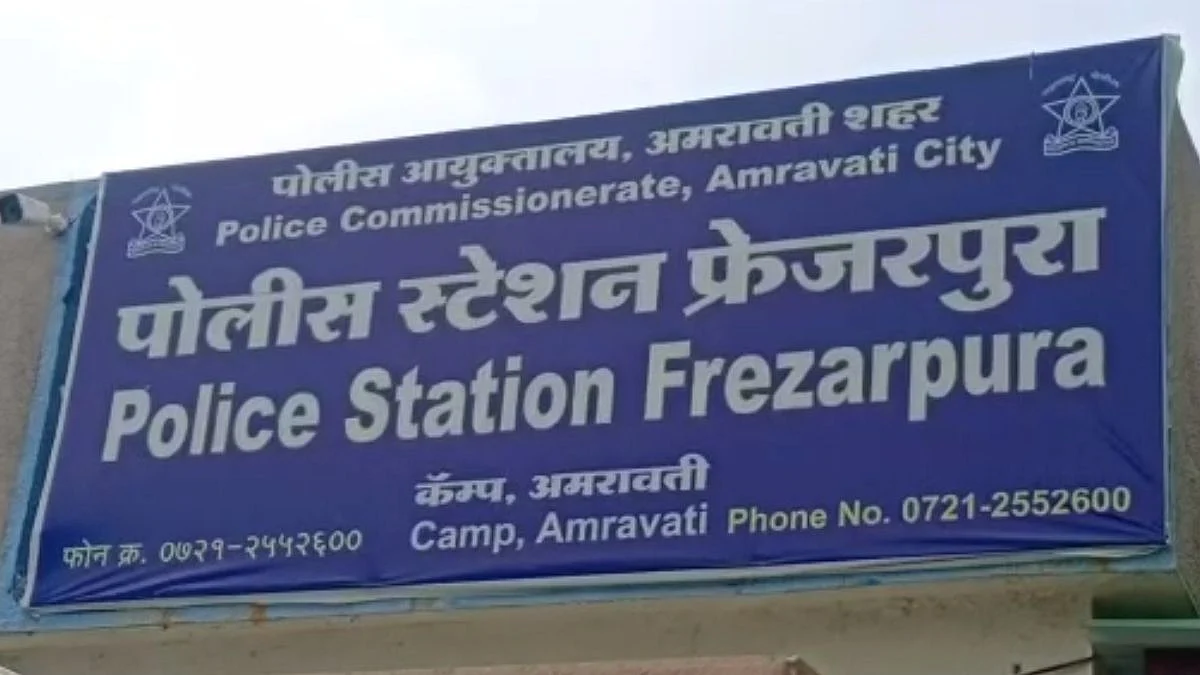 पोलीस आयुक्तालय, अमरावती शहर
Police Commissionerate, Amravati City
पोलीस स्टेशन फ्रेजरपुरा
Police Station Frezarpura
कॅम्प, अमरावती
Camp, Amravati
फोन क्र. ०७२१-२५५२६००
Phone No. 0721-2552600